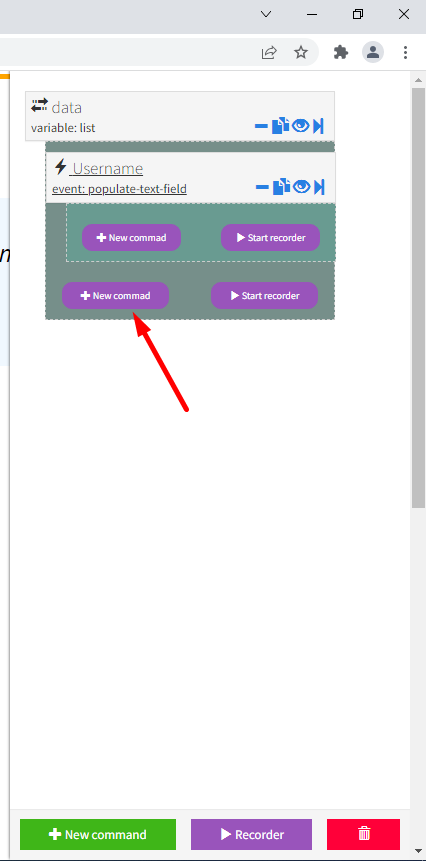 data
variable: list
Username
event: populate-text-field
New commad
Start recorder
New commad
Start recorder
New command
Recorder